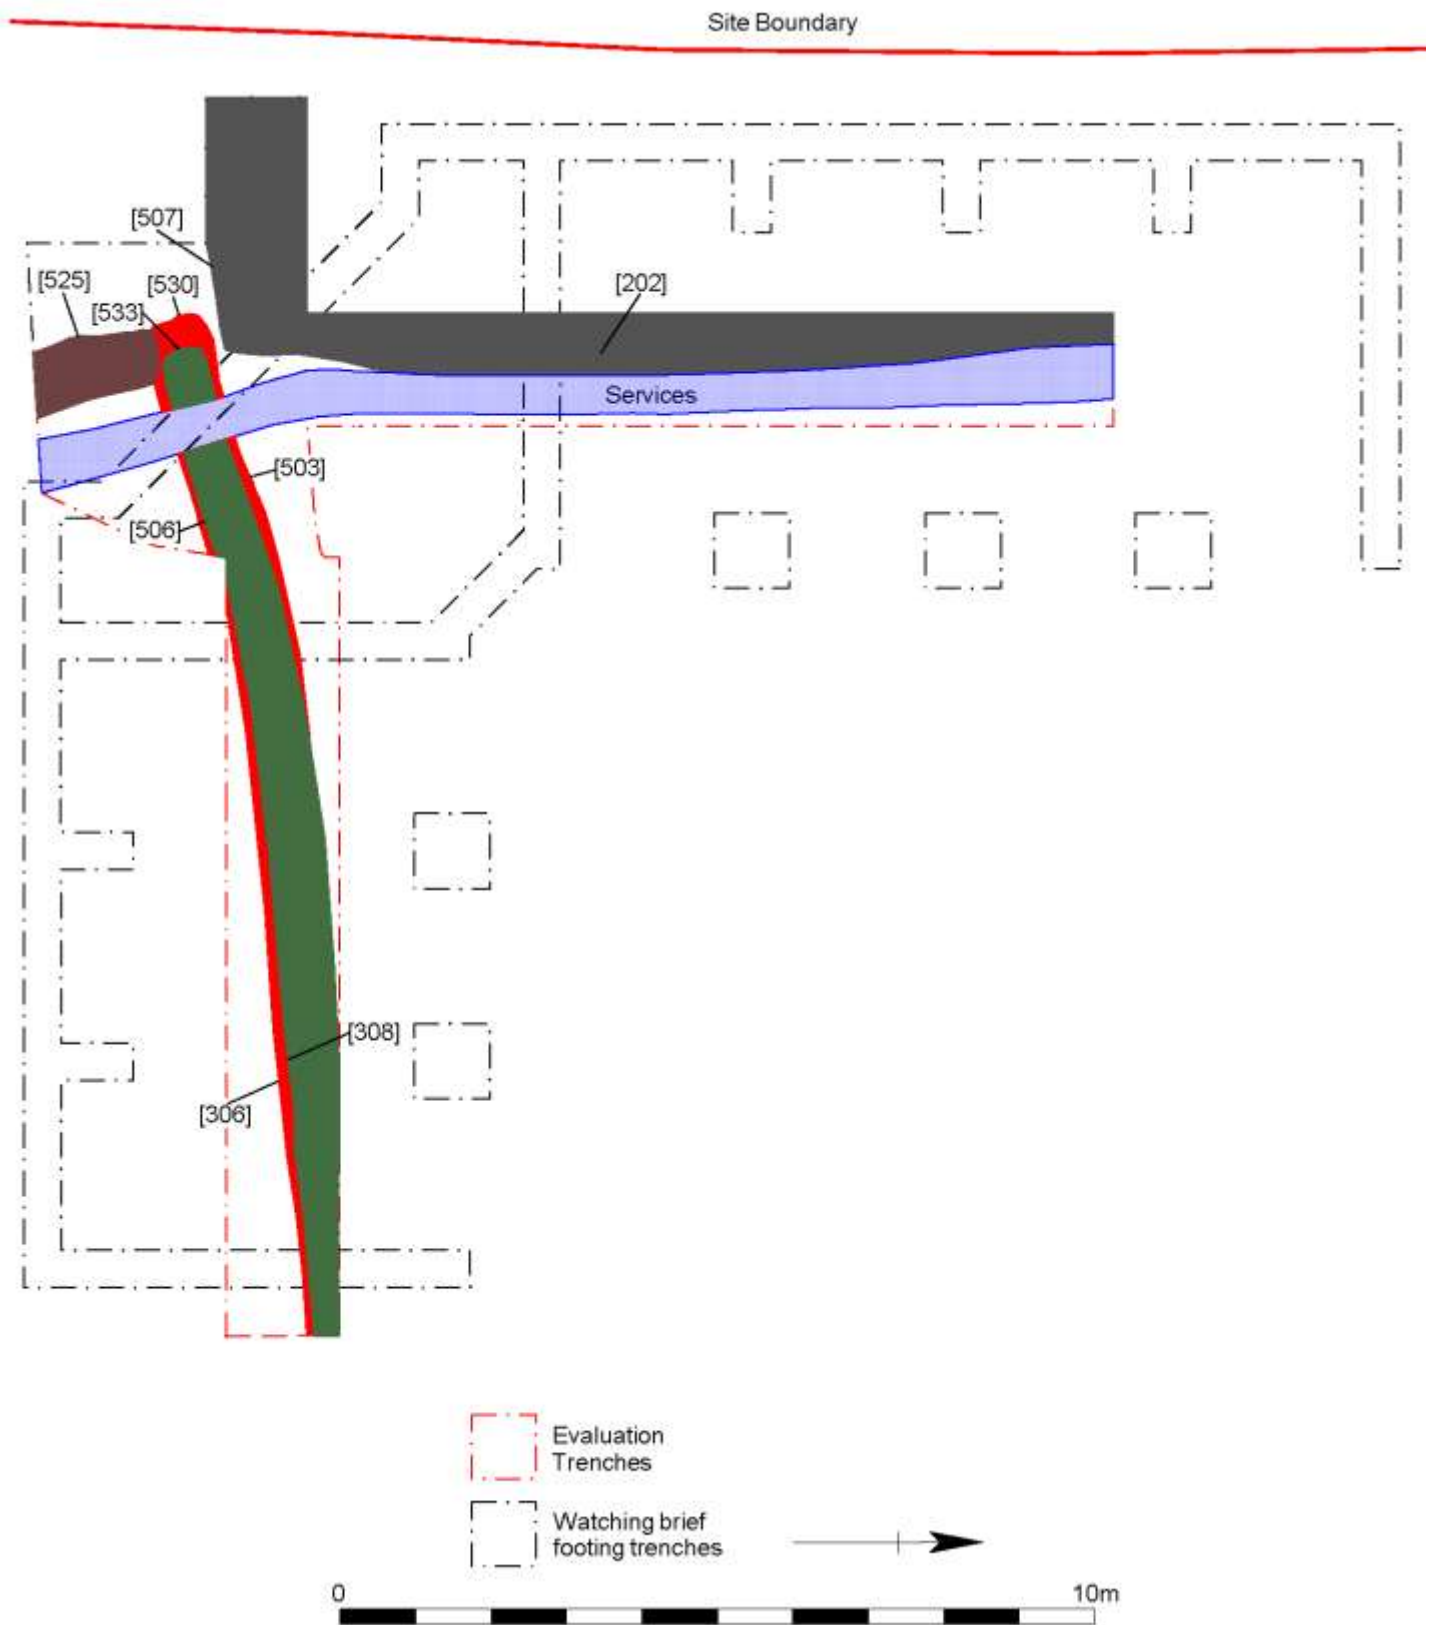 Site Boundary
[507]
[525]
[530]
[533]
[202]
Services
[503]
[506]
[308]
[306]
Evaluation
Trenches
Watching brief
footing trenches
0
10m